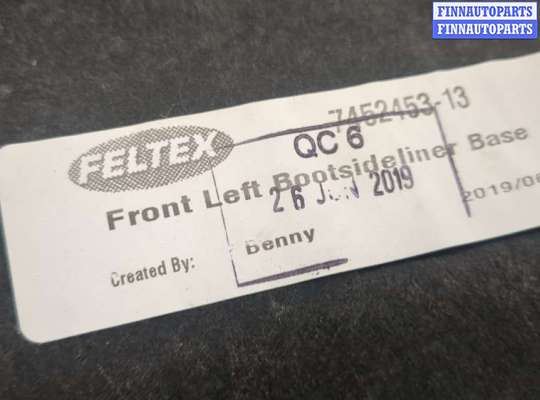 FINNAUTOPARTS
FINNAUTOPARTS
7452453-13
FELTEX
QC 6
Front Left Bootsideliner Base
26 JUN 2019
2019/06
Created By:
Benny